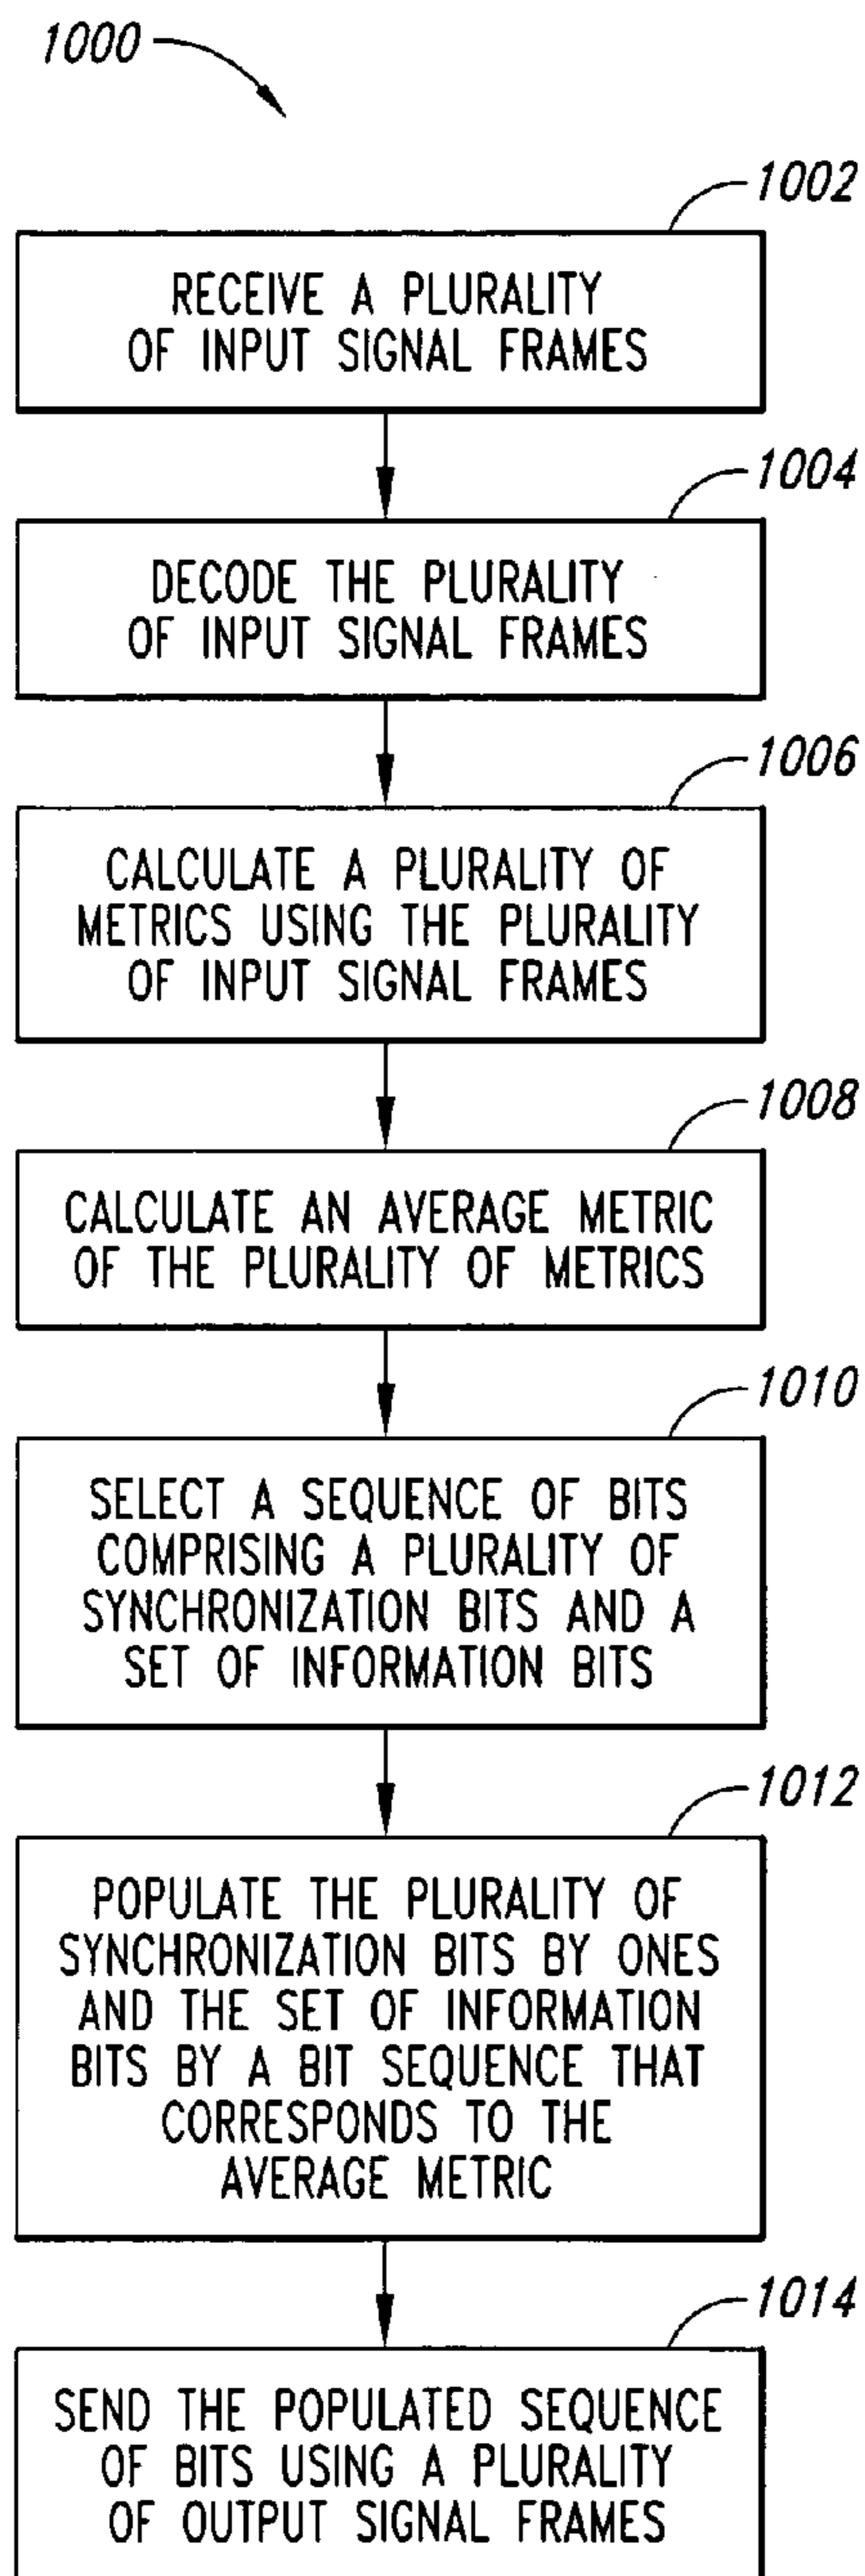 1000
1002
RECEIVE A PLURALITY
OF INPUT SIGNAL FRAMES
1004
DECODE THE PLURALITY
OF INPUT SIGNAL FRAMES
1006
CALCULATE A PLURALITY OF
METRICS USING THE PLURALITY
OF INPUT SIGNAL FRAMES
1008
CALCULATE AN AVERAGE METRIC
OF THE PLURALITY OF METRICS
1010
SELECT A SEQUENCE OF BITS
COMPRISING A PLURALITY OF
SYNCHRONIZATION BITS AND A
SET OF INFORMATION BITS
1012
POPULATE THE PLURALITY OF
SYNCHRONIZATION BITS BY ONES
AND THE SET OF INFORMATION
BITS BY A BIT SEQUENCE THAT
CORRESPONDS TO THE
AVERAGE METRIC
1014
SEND THE POPULATED SEQUENCE
OF BITS USING A PLURALITY
OF OUTPUT SIGNAL FRAMES